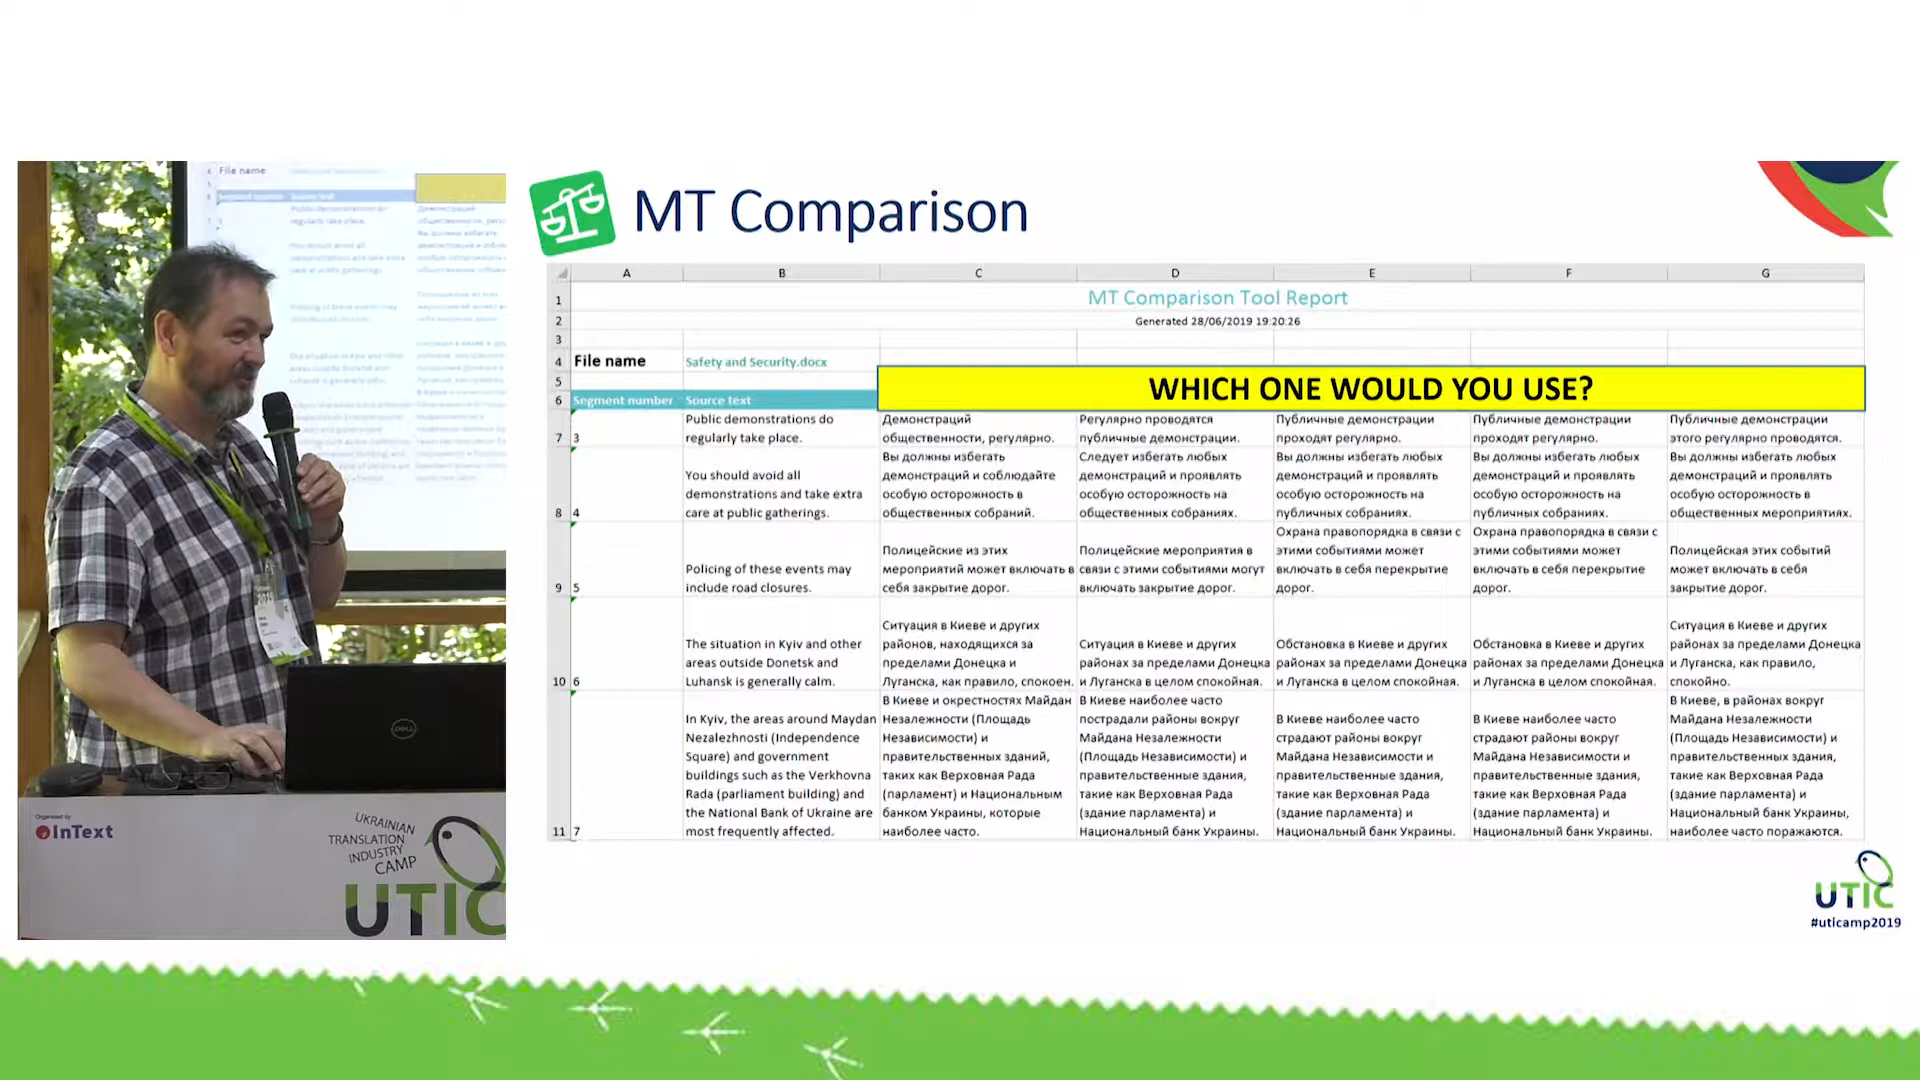 MT Comparison
A B C D E F G
1 MT Comparison Tool Report
2 Generated 28/06/2019 19:20:26
3
4 File name Safety and Security.docx
5
WHICH ONE WOULD YOU USE?
6 Segment number Source text
7 3
Public demonstrations do
regularly take place.
Демонстраций
общественности, регулярно.
Регулярно проводятся
публичные демонстрации.
Публичные демонстрации
проходят регулярно.
Публичные демонстрации
проходят регулярно.
Публичные демонстрации
этого регулярно проводятся.
8 4
You should avoid all
demonstrations and take extra
care at public gatherings.
Вы должны избегать
демонстраций и соблюдайте
особую осторожность в
общественных собраний.
Следует избегать любых
демонстраций и проявлять
особую осторожность на
общественных собраниях.
Вы должны избегать любых
демонстраций и проявлять
особую осторожность на
публичных собраниях.
Вы должны избегать любых
демонстраций и проявлять
особую осторожность на
публичных собраниях.
Вы должны избегать любых
демонстраций и проявлять
особую осторожность в
общественных мероприятиях.
9 5
Policing of these events may
include road closures.
Полицейские из этих
мероприятий может включать в
себя закрытие дорог.
Полицейские мероприятия в
связи с этими событиями могут
включать закрытие дорог.
Охрана правопорядка в связи с
этими событиями может
включать в себя перекрытие
дорог.
Охрана правопорядка в связи с
этими событиями может
включать в себя перекрытие
дорог.
Полицейская этих событий
может включать в себя
закрытие дорог.
10 6
The situation in Kyiv and other
areas outside Donetsk and
Luhansk is generally calm.
Ситуация в Киеве и других
районов, находящихся за
пределами Донецка и
Луганска, как правило, спокоен.
Ситуация в Киеве и других
районах за пределами Донецка
и Луганска в целом спокойная.
Обстановка в Киеве и других
районах за пределами Донецка
и Луганска в целом спокойная.
Обстановка в Киеве и других
районах за пределами Донецка
и Луганска в целом спокойная.
Ситуация в Киеве и других
районах за пределами Донецка
и Луганска, как правило,
спокойно.
11 7
In Kyiv, the areas around Maydan
Nezalezhnosti (Independence
Square) and government
buildings such as the Verkhovna
Rada (parliament building) and
the National Bank of Ukraine are
most frequently affected.
В Киеве и окрестностях Майдан
Незалежности (Площадь
Независимости) и
правительственных зданий,
таких как Верховная Рада
(парламент) и Национальным
банком Украины, которые
наиболее часто.
В Киеве наиболее часто
пострадали районы вокруг
Майдана Незалежности
(Площадь Независимости) и
правительственные здания,
такие как Верховная Рада
(здание парламента) и
Национальный банк Украины.
В Киеве наиболее часто
страдают районы вокруг
Майдана Независимости и
правительственные здания,
такие как Верховная Рада
(здание парламента) и
Национальный банк Украины.
В Киеве наиболее часто
страдают районы вокруг
Майдана Независимости и
правительственные здания,
такие как Верховная Рада
(здание парламента) и
Национальный банк Украины.
В Киеве, в районах вокруг
Майдана Незалежности
(Площадь Независимости) и
правительственных зданиях,
такие как Верховная Рада
(здание парламента) и
Национальный банк Украины,
наиболее часто поражаются.
UTIC
#uticamp2019
File name
DELL
Organised by
InText
UKRAINIAN
TRANSLATION
INDUSTRY
CAMP
UTIC